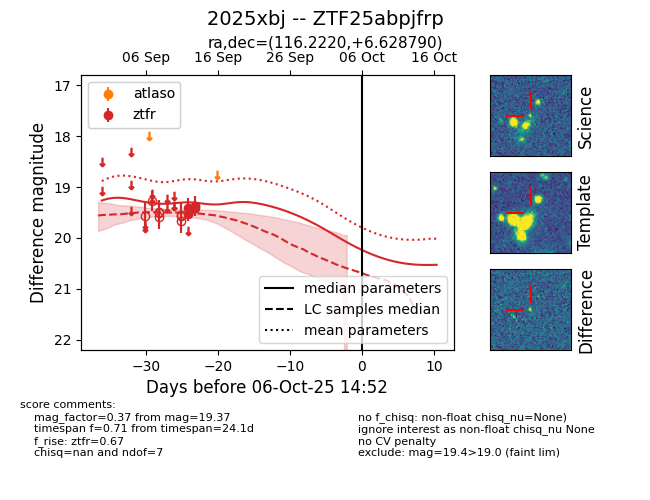 2025xbj -- ZTF25abpjfrp
ra,dec=(116.2220,+6.628790)
06 Sep 16 Sep 26 Sep 06 Oct 16 Oct
17
18
19
20
21
22
Difference magnitude
atlaso
ztfr
median parameters
LC samples median
mean parameters
−30 −20 −10 0 10
Days before 06-Oct-25 14:52
Science
Template
Difference
score comments:
mag_factor=0.37 from mag=19.37
timespan f=0.71 from timespan=24.1d
f_rise: ztfr=0.67
chisq=nan and ndof=7
no f_chisq: non-float chisq_nu=None)
ignore interest as non-float chisq_nu None
no CV penalty
exclude: mag=19.4>19.0 (faint lim)